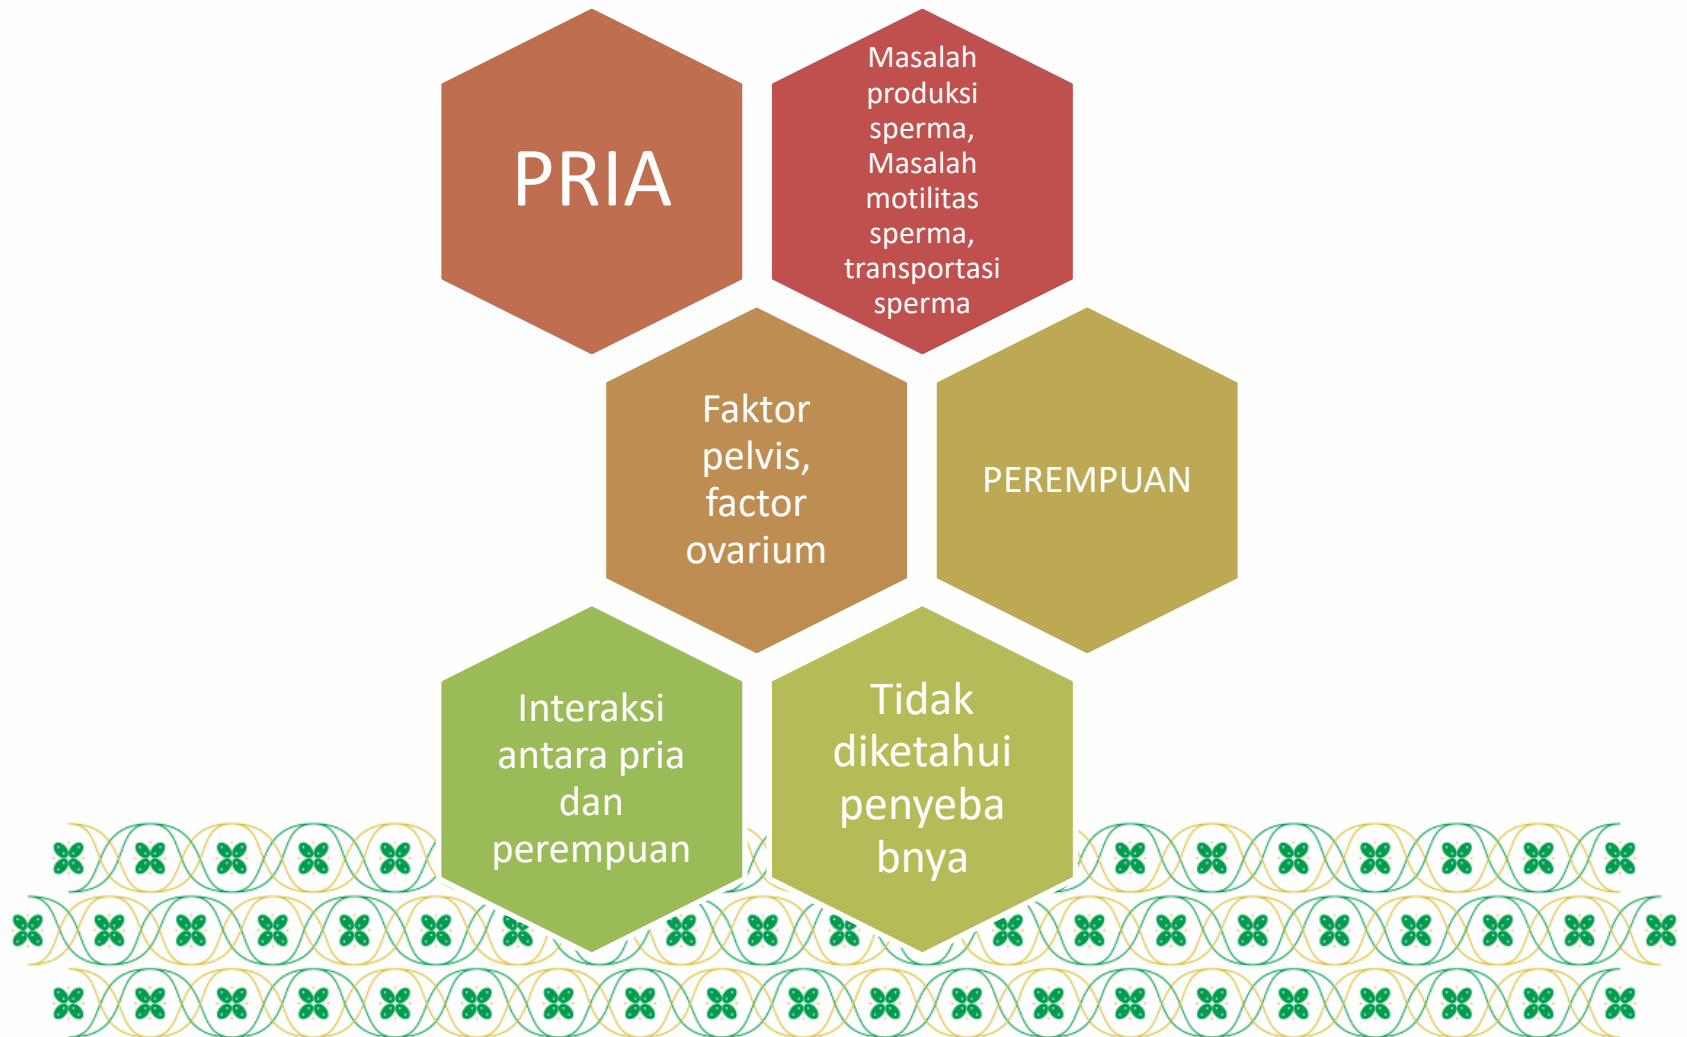 PRIA
Masalah
produksi
sperma,
Masalah
motilitas
sperma,
transportasi
sperma
Faktor
pelvis,
factor
ovarium
PEREMPUAN
Interaksi
antara pria
dan
perempuan
Tidak
diketahui
penyeba
bnya